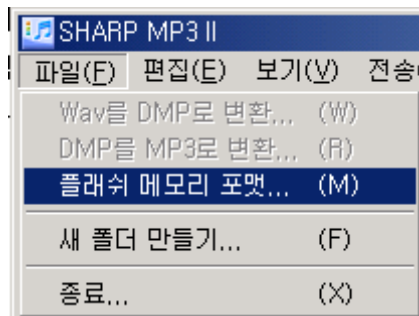 SHARP MP3 II
파일(F) 편집(E) 보기(V) 전송
Wav를 DMP로 변환... (W)
DMP를 MP3로 변환... (R)
플래쉬 메모리 포맷... (M)
새 폴더 만들기... (F)
종료... (X)